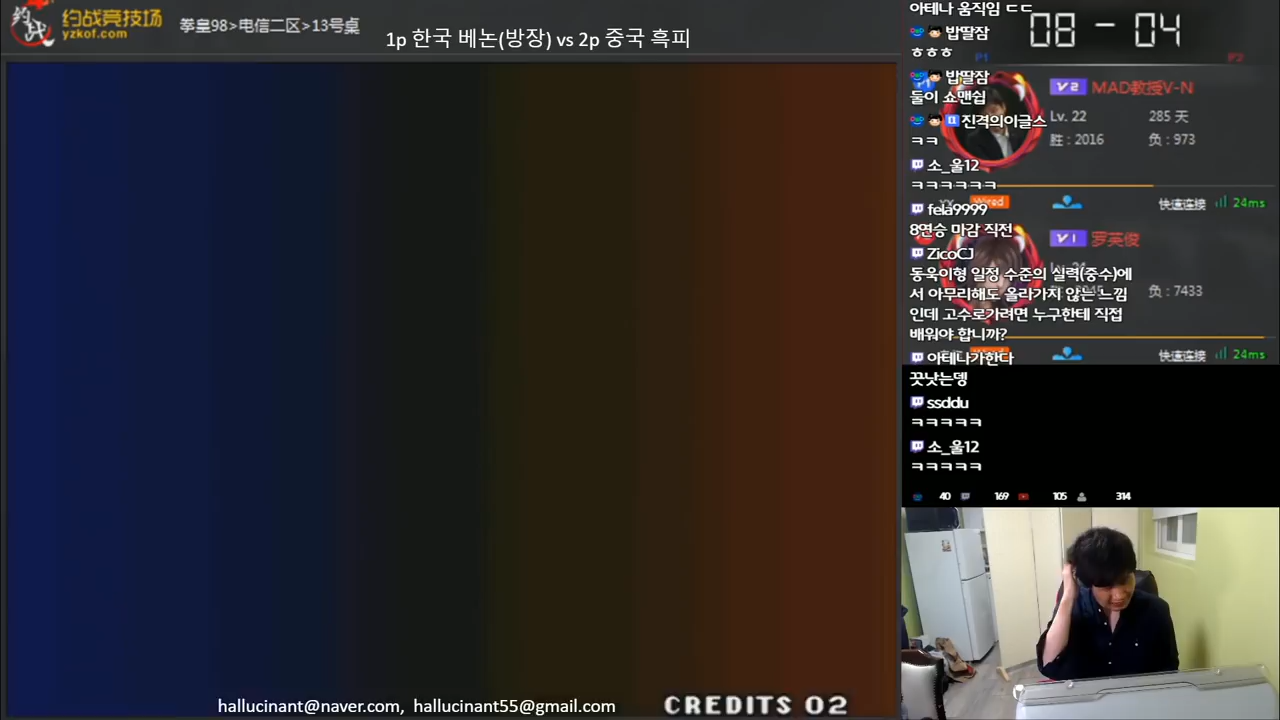 约战竞技场
yzkof.com
拳皇98>电信二区>13号桌
1p 한국 베논(방장) vs 2p 중국 흑피
08 - 04
P1
P2
MAD教授V-N
Lv. 22
285 天
胜 : 2016
负 : 973
Wired
快速连接
24ms
罗英俊
负 : 7433
快速连接
24ms
아테나 움직임 ㄷㄷ
밥딸잠
ㅎㅎㅎ
밥딸잠
둘이 쇼맨쉽
진격의이글스
ㅋㅋ
소_울12
ㅋㅋㅋㅋㅋㅋ
fela9999
8연승 마감 직전
ZicoCJ
동욱이형 일정 수준의 실력(중수)에
서 아무리해도 올라가지 않는 느낌
인데 고수로가려면 누구한테 직접
배워야 합니까?
아테나가한다
끗낫는뎅
ssddu
ㅋㅋㅋㅋㅋ
소_울12
ㅋㅋㅋㅋㅋ
40 169 105 314
hallucinant@naver.com, hallucinant55@gmail.com
CREDITS 02